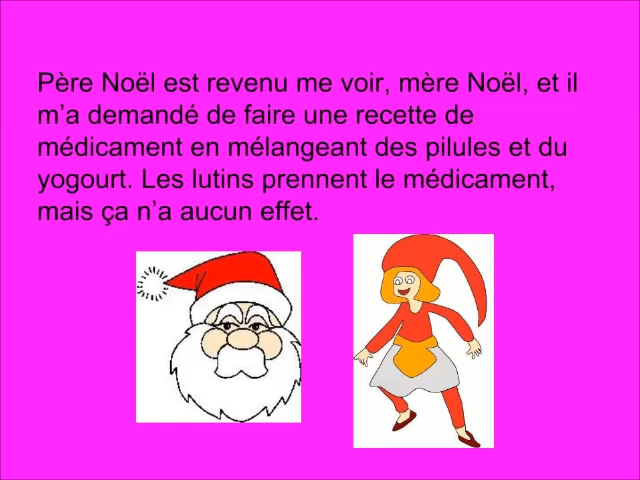 Père Noël est revenu me voir, mère Noël, et il
m’a demandé de faire une recette de
médicament en mélangeant des pilules et du
yogourt. Les lutins prennent le médicament,
mais ça n’a aucun effet.